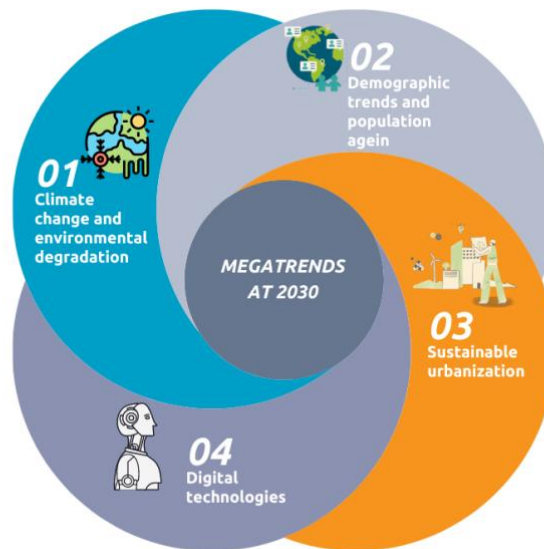 01
Climate
change and
environmental
degradation
02
Demographic
trends and
population
agein
MEGATRENDS
AT 2030
03
Sustainable
urbanization
04
Digital
technologies